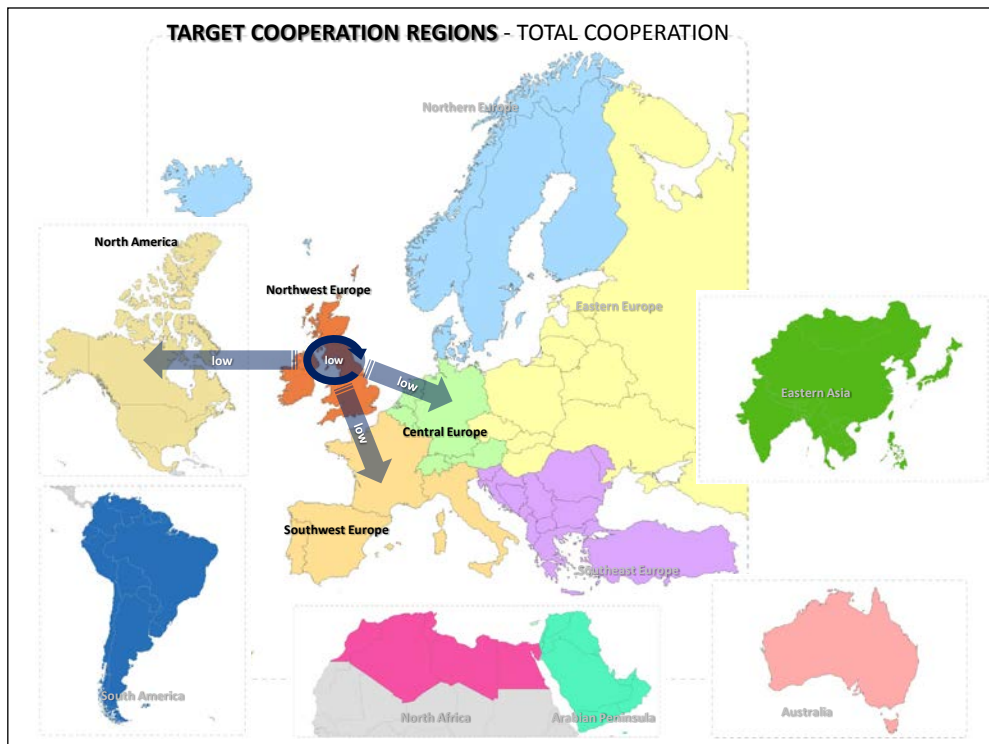 TARGET COOPERATION REGIONS - TOTAL COOPERATION
Northern Europe
North America
Northwest Europe
Eastern Europe
low
low
low
Eastern Asia
low
Central Europe
Southwest Europe
Southeast Europe
South America
North Africa
Arabian Peninsula
Australia